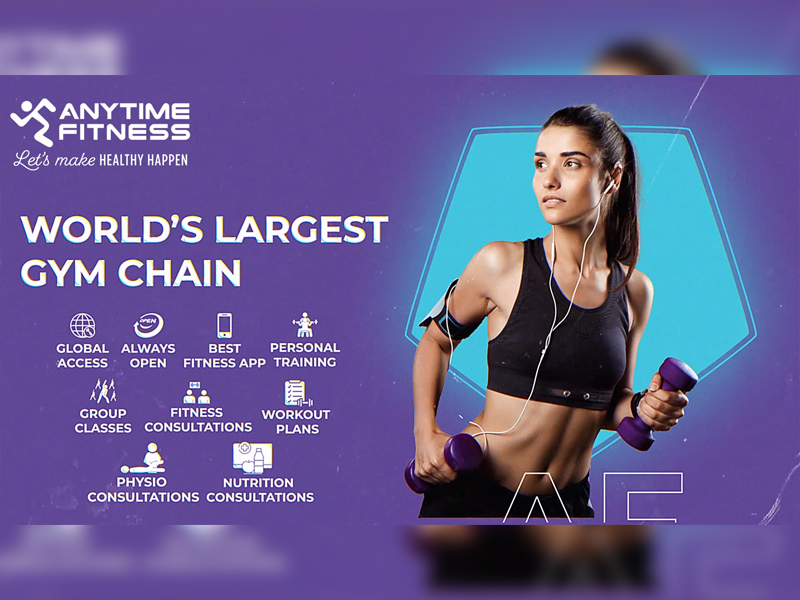 ANYTIME
FITNESS
Let's make HEALTHY HAPPEN
WORLD'S LARGEST
GYM CHAIN
GLOBAL
ACCESS
OPEN
ALWAYS
OPEN
BEST
FITNESS APP
PERSONAL
TRAINING
GROUP
CLASSES
FITNESS
CONSULTATIONS
WORKOUT
PLANS
PHYSIO
CONSULTATIONS
NUTRITION
CONSULTATIONS
AF